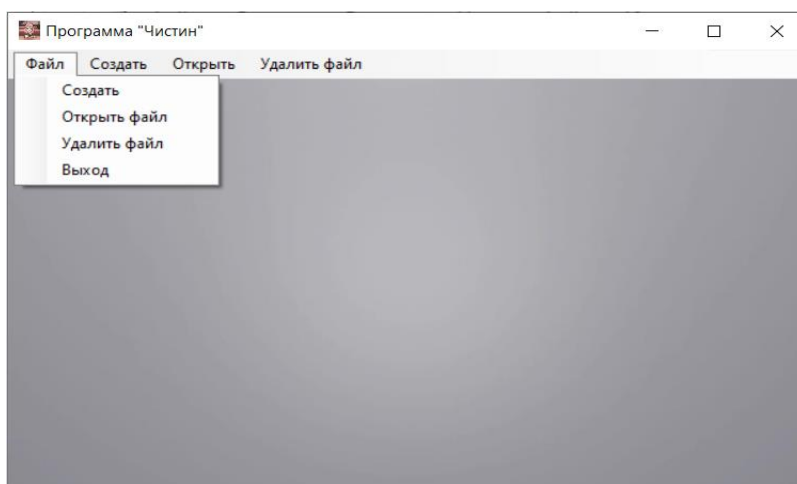 Программа "Чистин"
Файл Создать Открыть Удалить файл
Создать
Открыть файл
Удалить файл
Выход